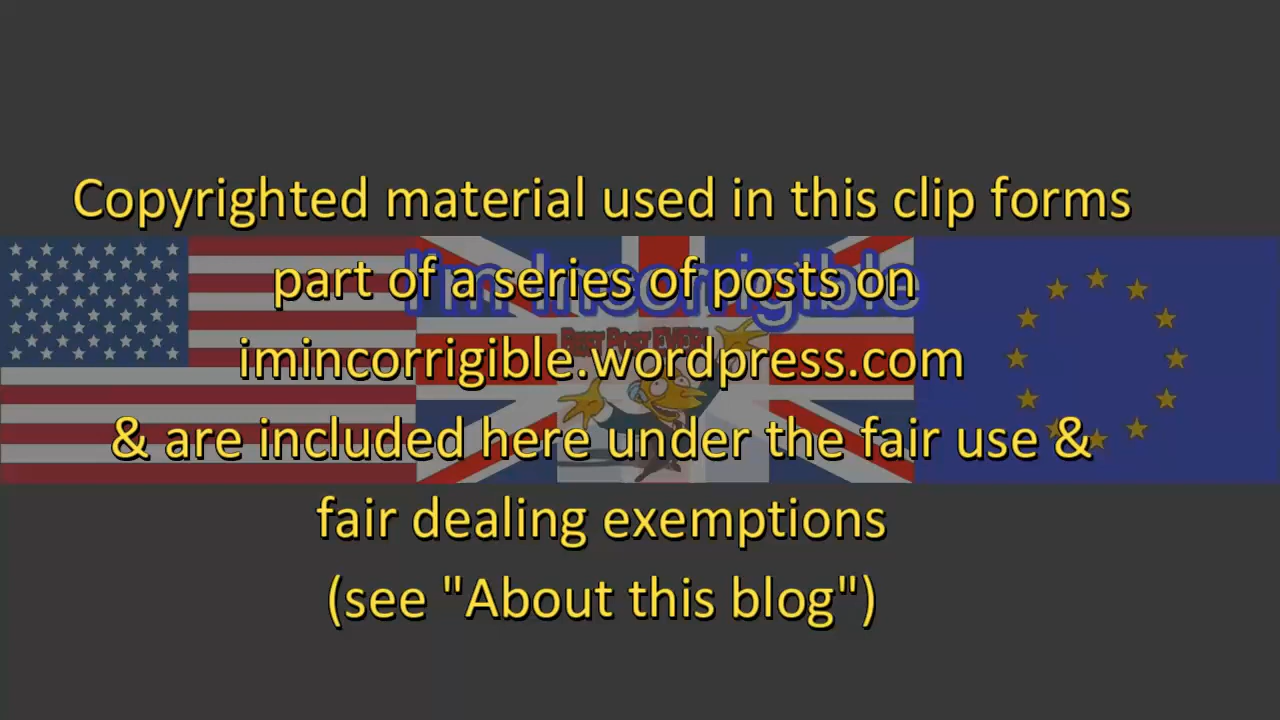 Copyrighted material used in this clip forms
part of a series of posts on
I'm Incorrigible
imincorrigible.wordpress.com
& are included here under the fair use &
fair dealing exemptions
(see "About this blog")